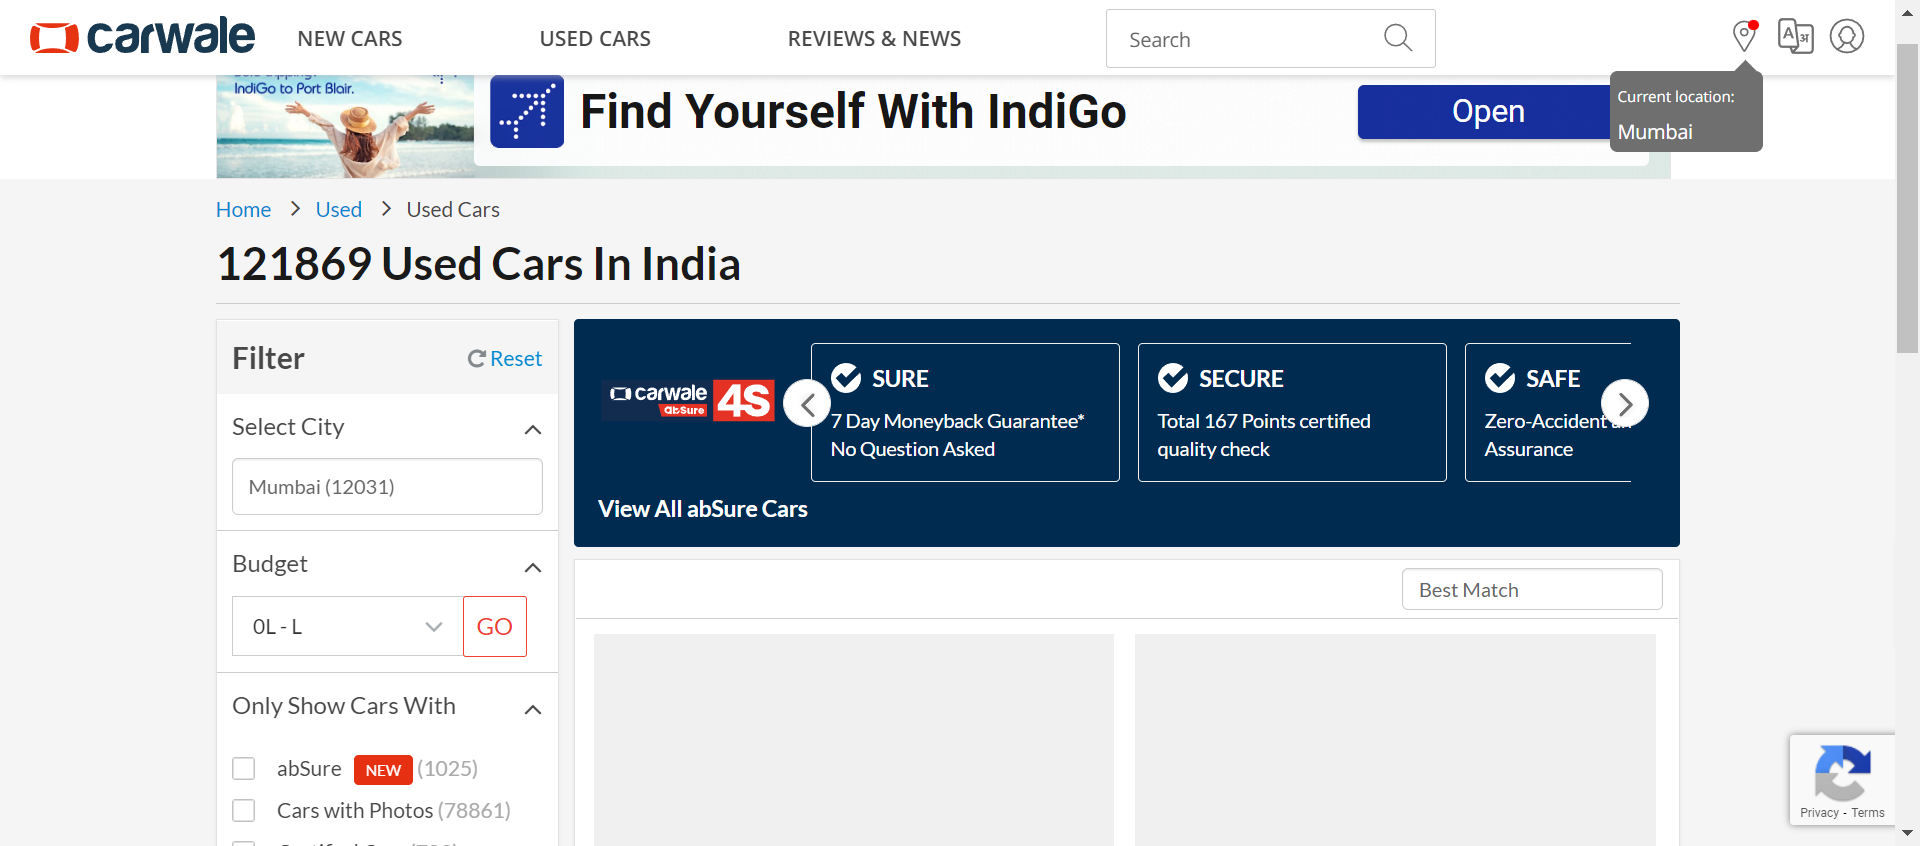 carwale
NEW CARS
USED CARS
REVIEWS & NEWS
Search
A अ
Current location:
Mumbai
IndiGo to Port Blair.
Find Yourself With IndiGo
Open
Home > Used > Used Cars
121869 Used Cars In India
Filter
Reset
Select City
Mumbai (12031)
Budget
0L - L
GO
Only Show Cars With
abSure NEW (1025)
Cars with Photos (78861)
carwale
abSure
4S
SURE
7 Day Moneyback Guarantee*
No Question Asked
SECURE
Total 167 Points certified
quality check
SAFE
Zero-Accident
Assurance
View All abSure Cars
Best Match
Privacy - Terms